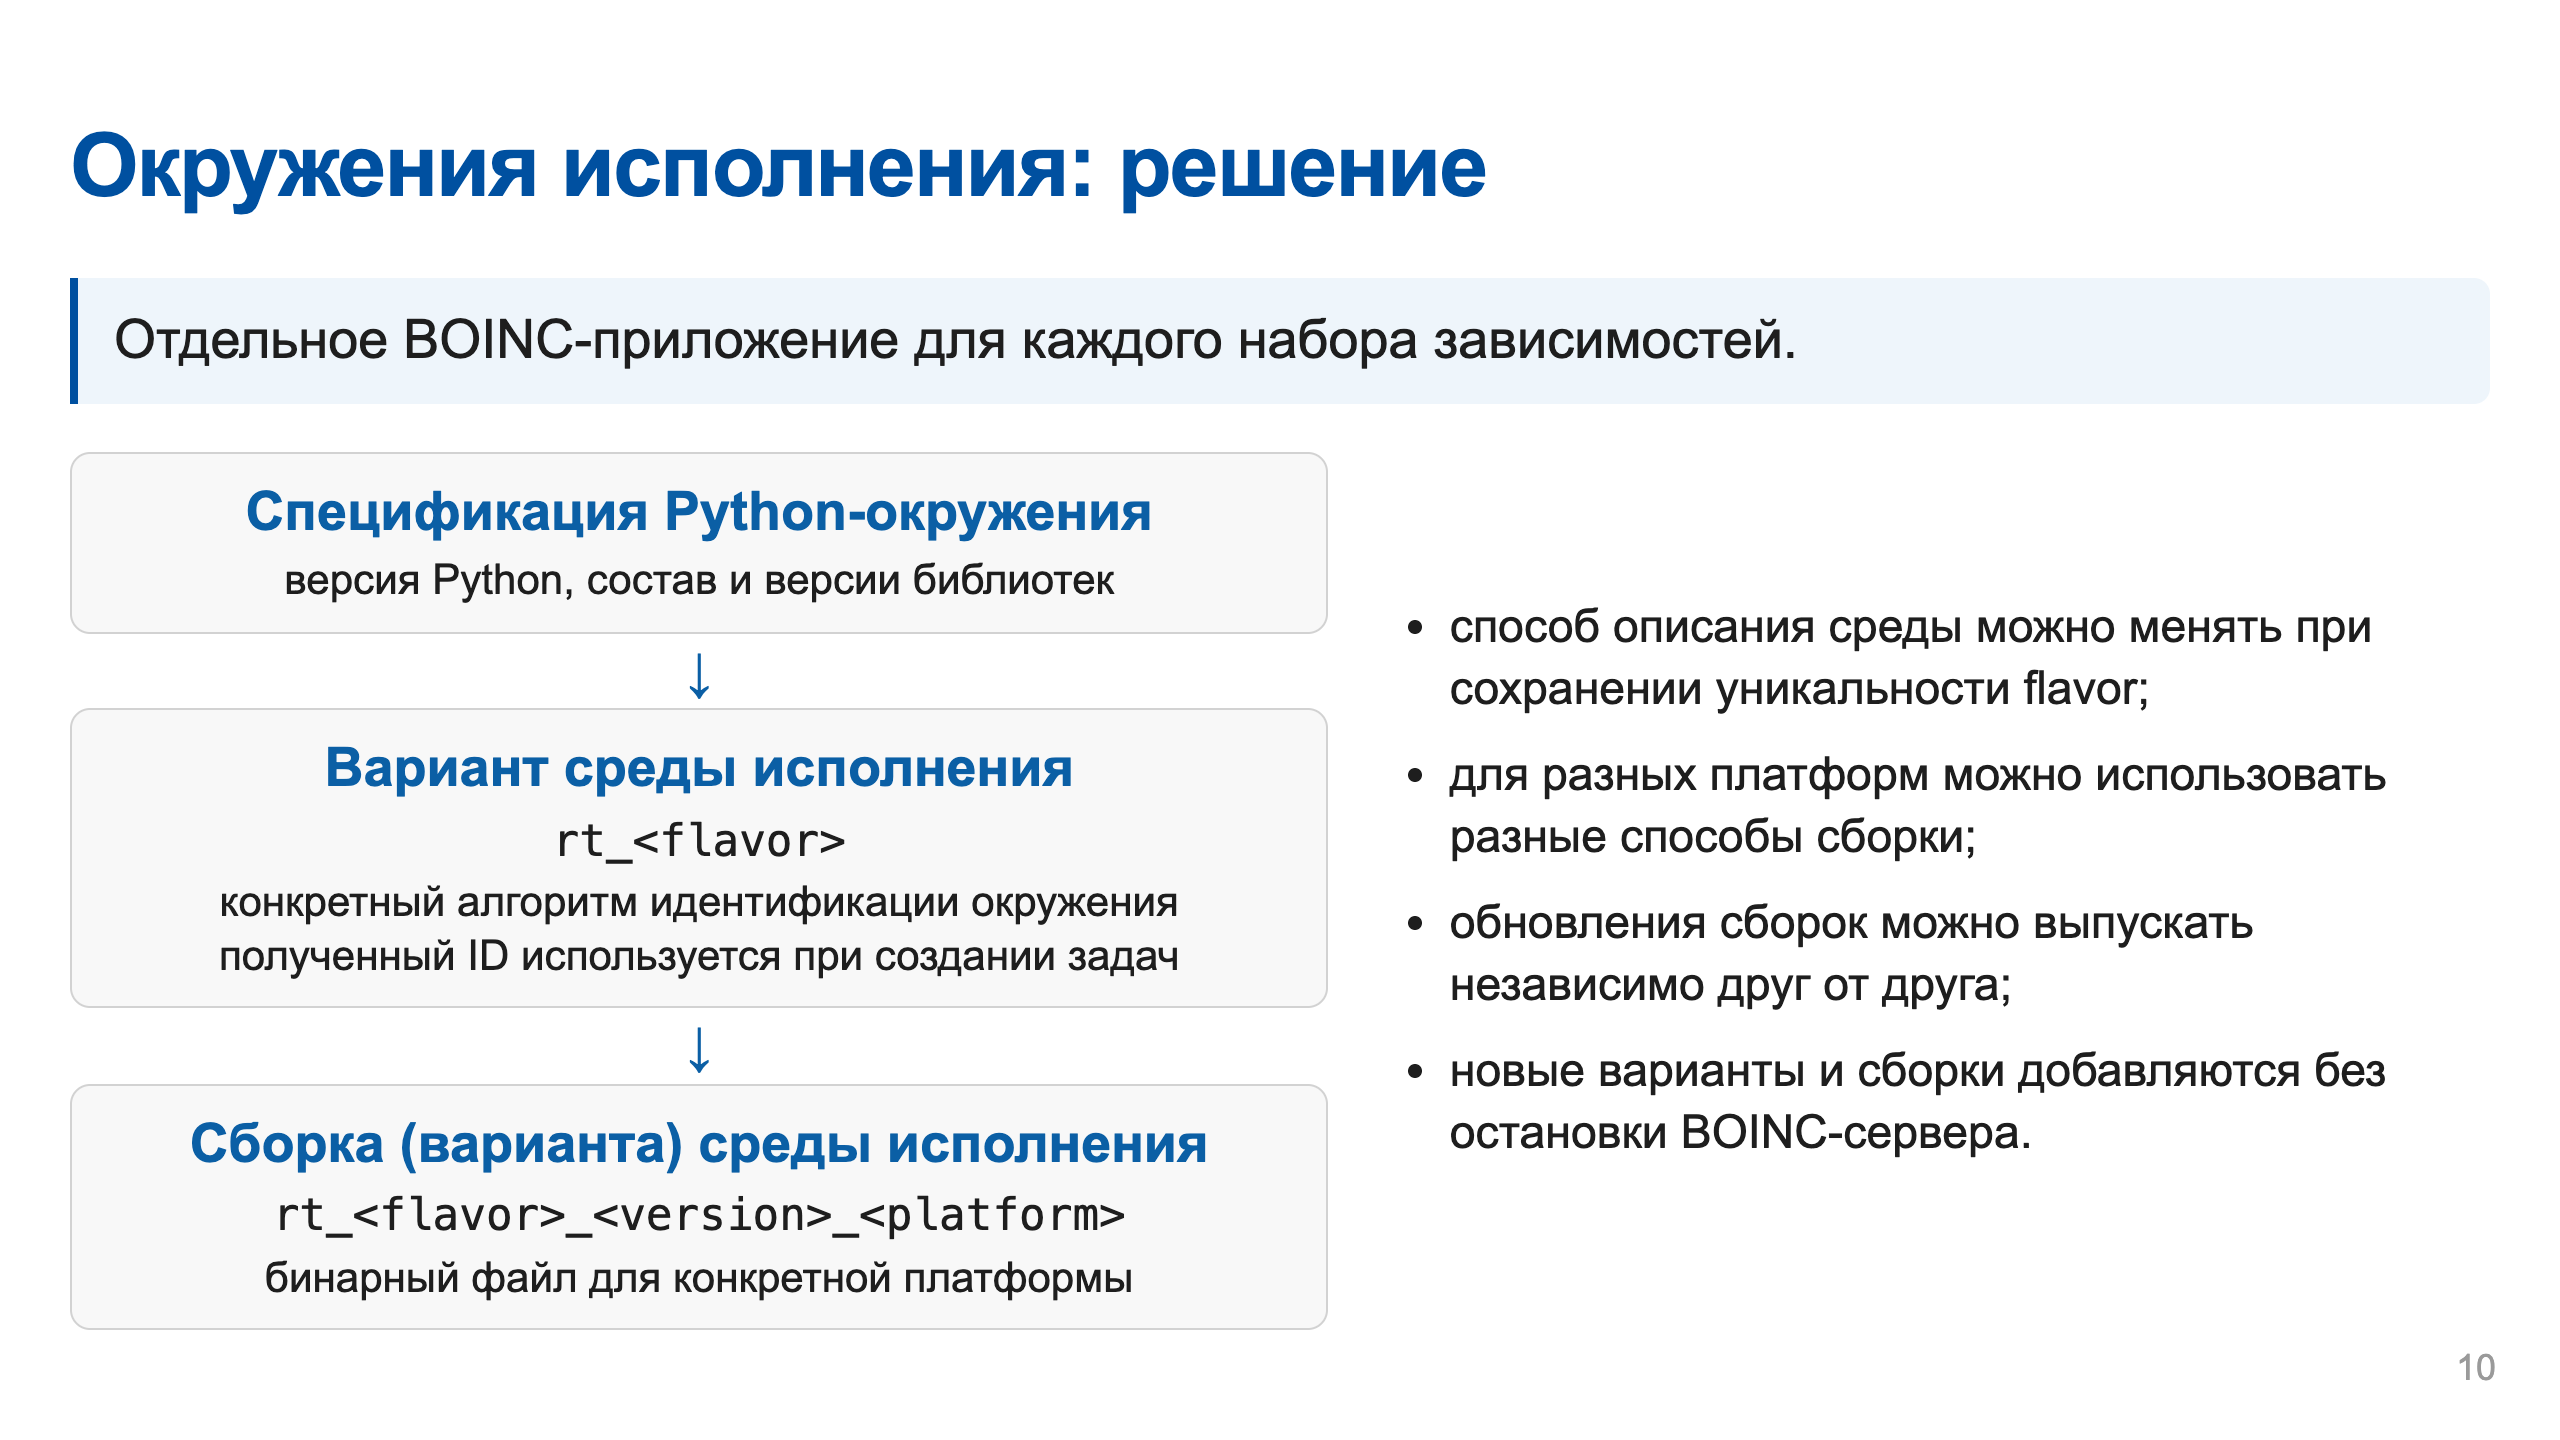 Окружения исполнения: решение
Отдельное BOINC-приложение для каждого набора зависимостей.
Спецификация Python-окружения
версия Python, состав и версии библиотек
↓
Вариант среды исполнения
rt_<flavor>
конкретный алгоритм идентификации окружения
полученный ID используется при создании задач
↓
Сборка (варианта) среды исполнения
rt_<flavor>_<version>_<platform>
бинарный файл для конкретной платформы
• способ описания среды можно менять при
сохранении уникальности flavor;
• для разных платформ можно использовать
разные способы сборки;
• обновления сборок можно выпускать
независимо друг от друга;
• новые варианты и сборки добавляются без
остановки BOINC-сервера.
10